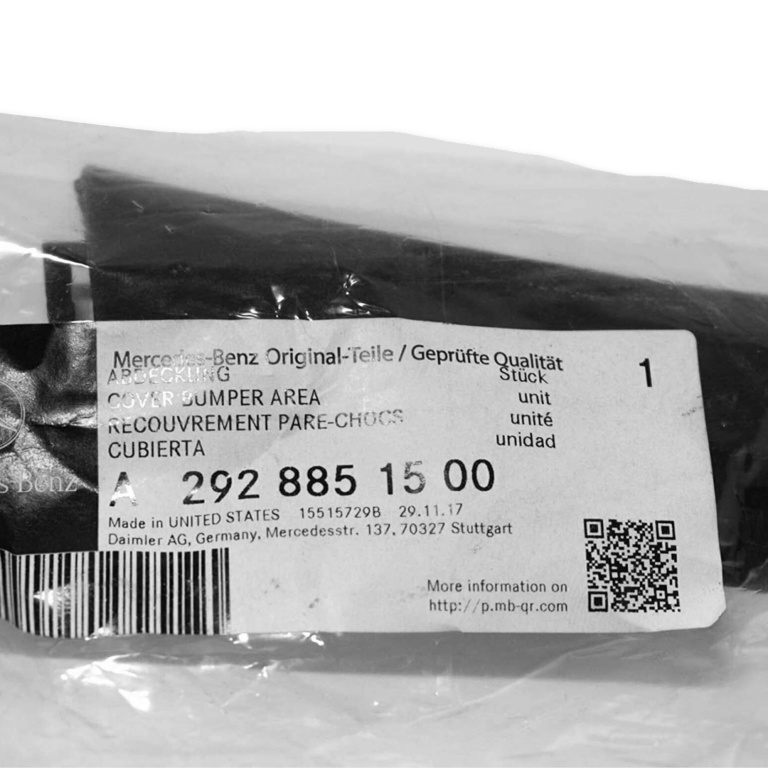 Mercedes-Benz Original-Teile / Geprüfte Qualität
ABDECKUNG Stück 1
COVER BUMPER AREA unit
RECOUVREMENT PARE-CHOCS unité
CUBIERTA unidad
A 292 885 15 00
Made in UNITED STATES 15515729B 29.11.17
Daimler AG, Germany, Mercedesstr. 137, 70327 Stuttgart
More information on
http://p.mb-qr.com
s Benz